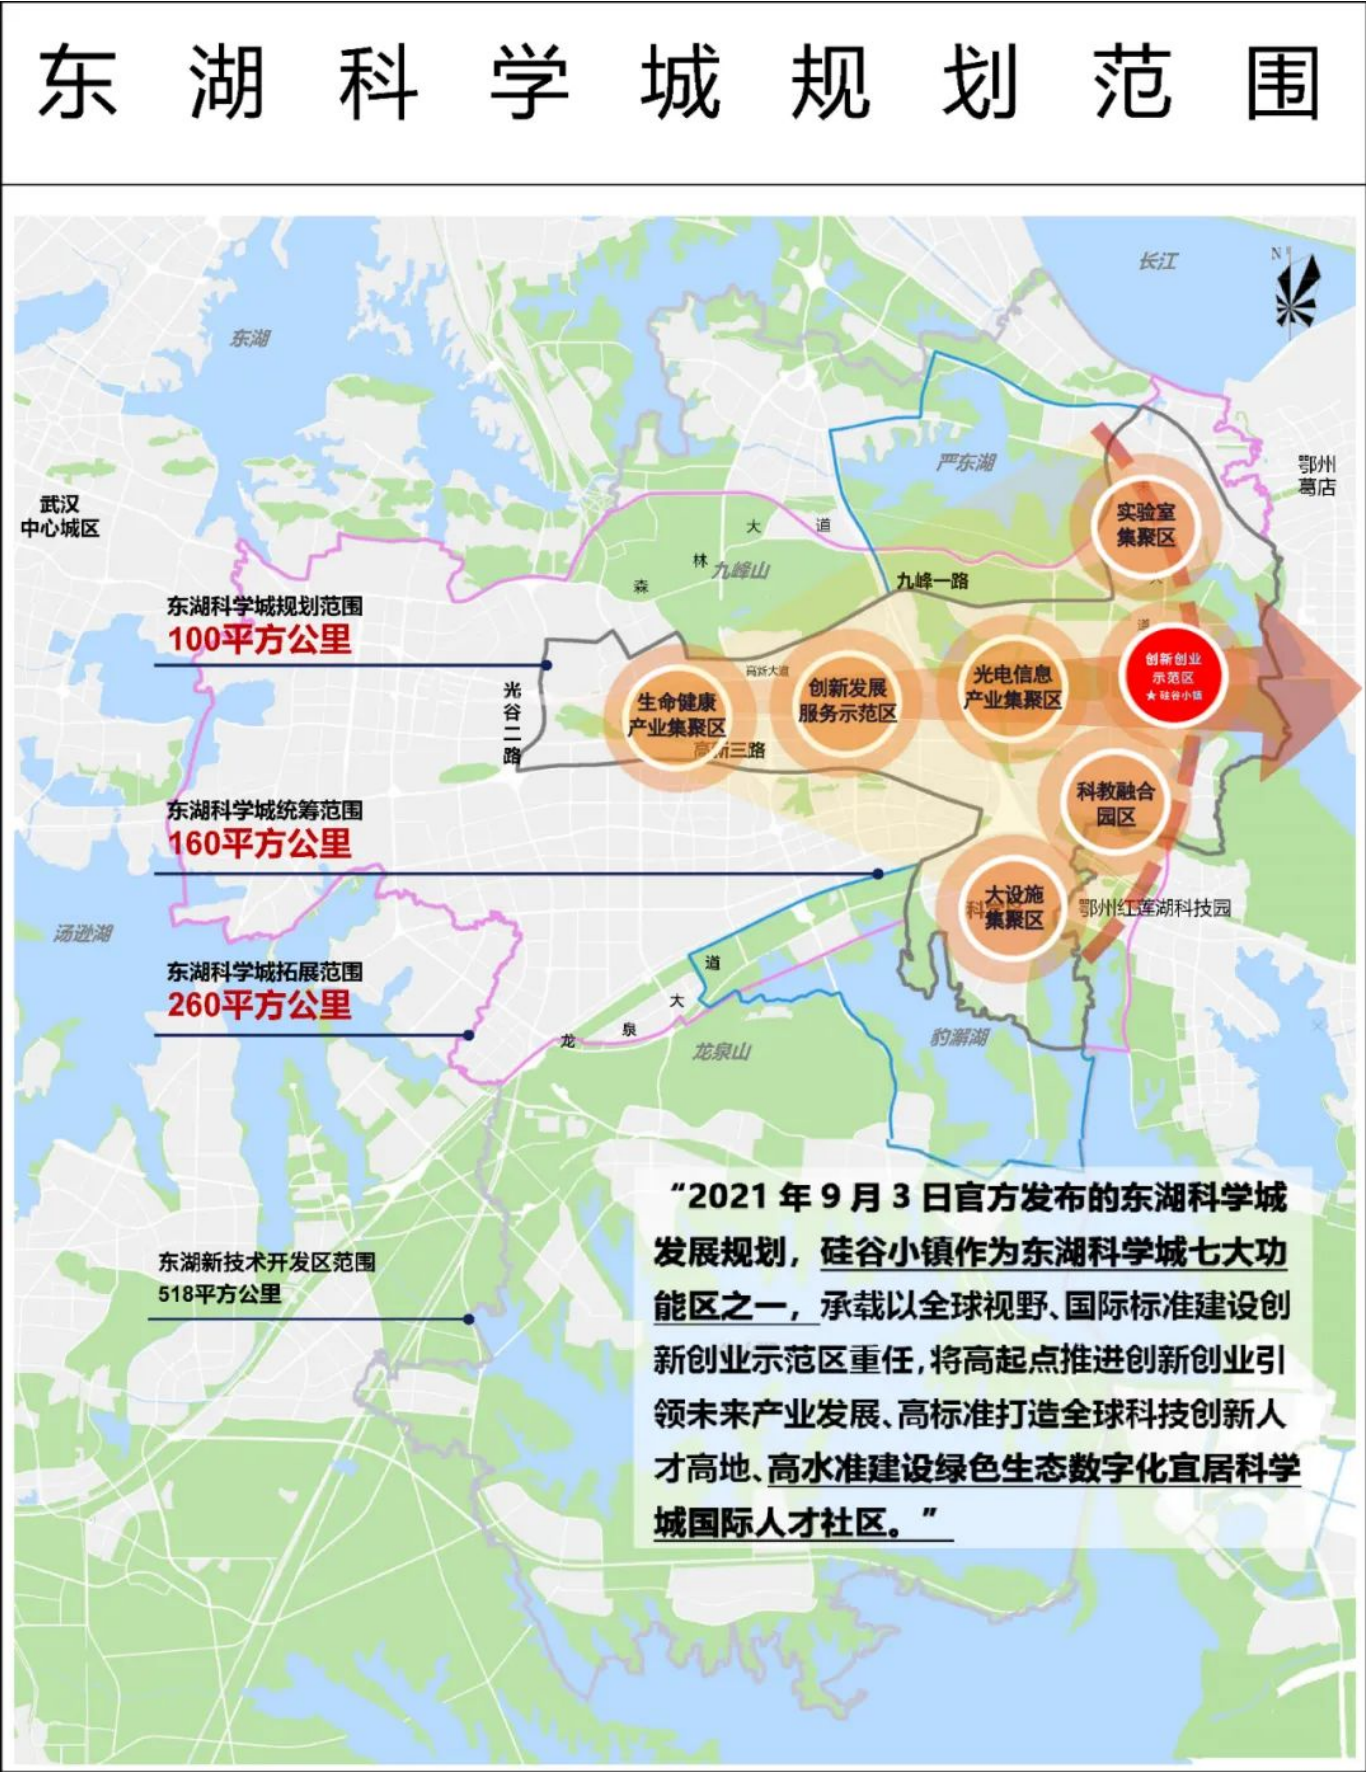 东湖科学城规划范围
长江
N
东湖
严东湖
鄂州
葛店
武汉
中心城区
实验室
集聚区
森林大道
九峰山
九峰一路
东湖科学城规划范围
100平方公里
道
高新大道
创新创业
示范区
★硅谷小镇
光谷二路
生命健康
产业集聚区
创新发展
服务示范区
光电信息
产业集聚区
高新三路
科教融合
园区
东湖科学城统筹范围
160平方公里
大设施
集聚区
鄂州红莲湖科技园
汤逊湖
东湖科学城拓展范围
260平方公里
龙泉大道
龙泉山
豹澥湖
东湖新技术开发区范围
518平方公里
“2021年9月3日官方发布的东湖科学城
发展规划，硅谷小镇作为东湖科学城七大功
能区之一，承载以全球视野、国际标准建设创
新创业示范区重任，将高起点推进创新创业引
领未来产业发展、高标准打造全球科技创新人
才高地、高水准建设绿色生态数字化宜居科学
城国际人才社区。”